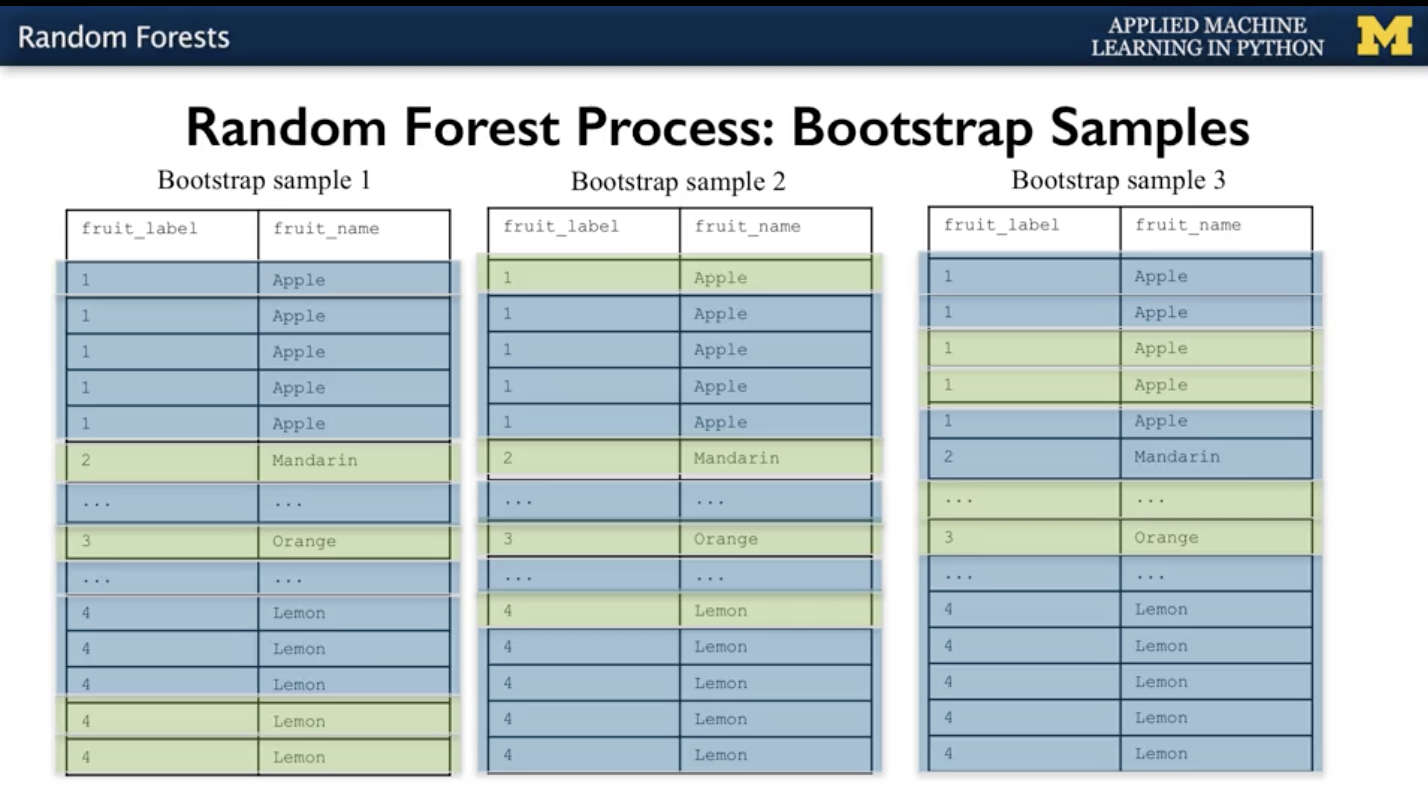 Random Forests
APPLIED MACHINE
LEARNING IN PYTHON
M
Random Forest Process: Bootstrap Samples
Bootstrap sample 1
fruit_label fruit_name
1 Apple
1 Apple
1 Apple
1 Apple
1 Apple
2 Mandarin
... ...
3 Orange
... ...
4 Lemon
4 Lemon
4 Lemon
4 Lemon
4 Lemon
Bootstrap sample 2
fruit_label fruit_name
1 Apple
1 Apple
1 Apple
1 Apple
1 Apple
2 Mandarin
... ...
3 Orange
... ...
4 Lemon
4 Lemon
4 Lemon
4 Lemon
4 Lemon
Bootstrap sample 3
fruit_label fruit_name
1 Apple
1 Apple
1 Apple
1 Apple
1 Apple
2 Mandarin
... ...
3 Orange
... ...
4 Lemon
4 Lemon
4 Lemon
4 Lemon
4 Lemon